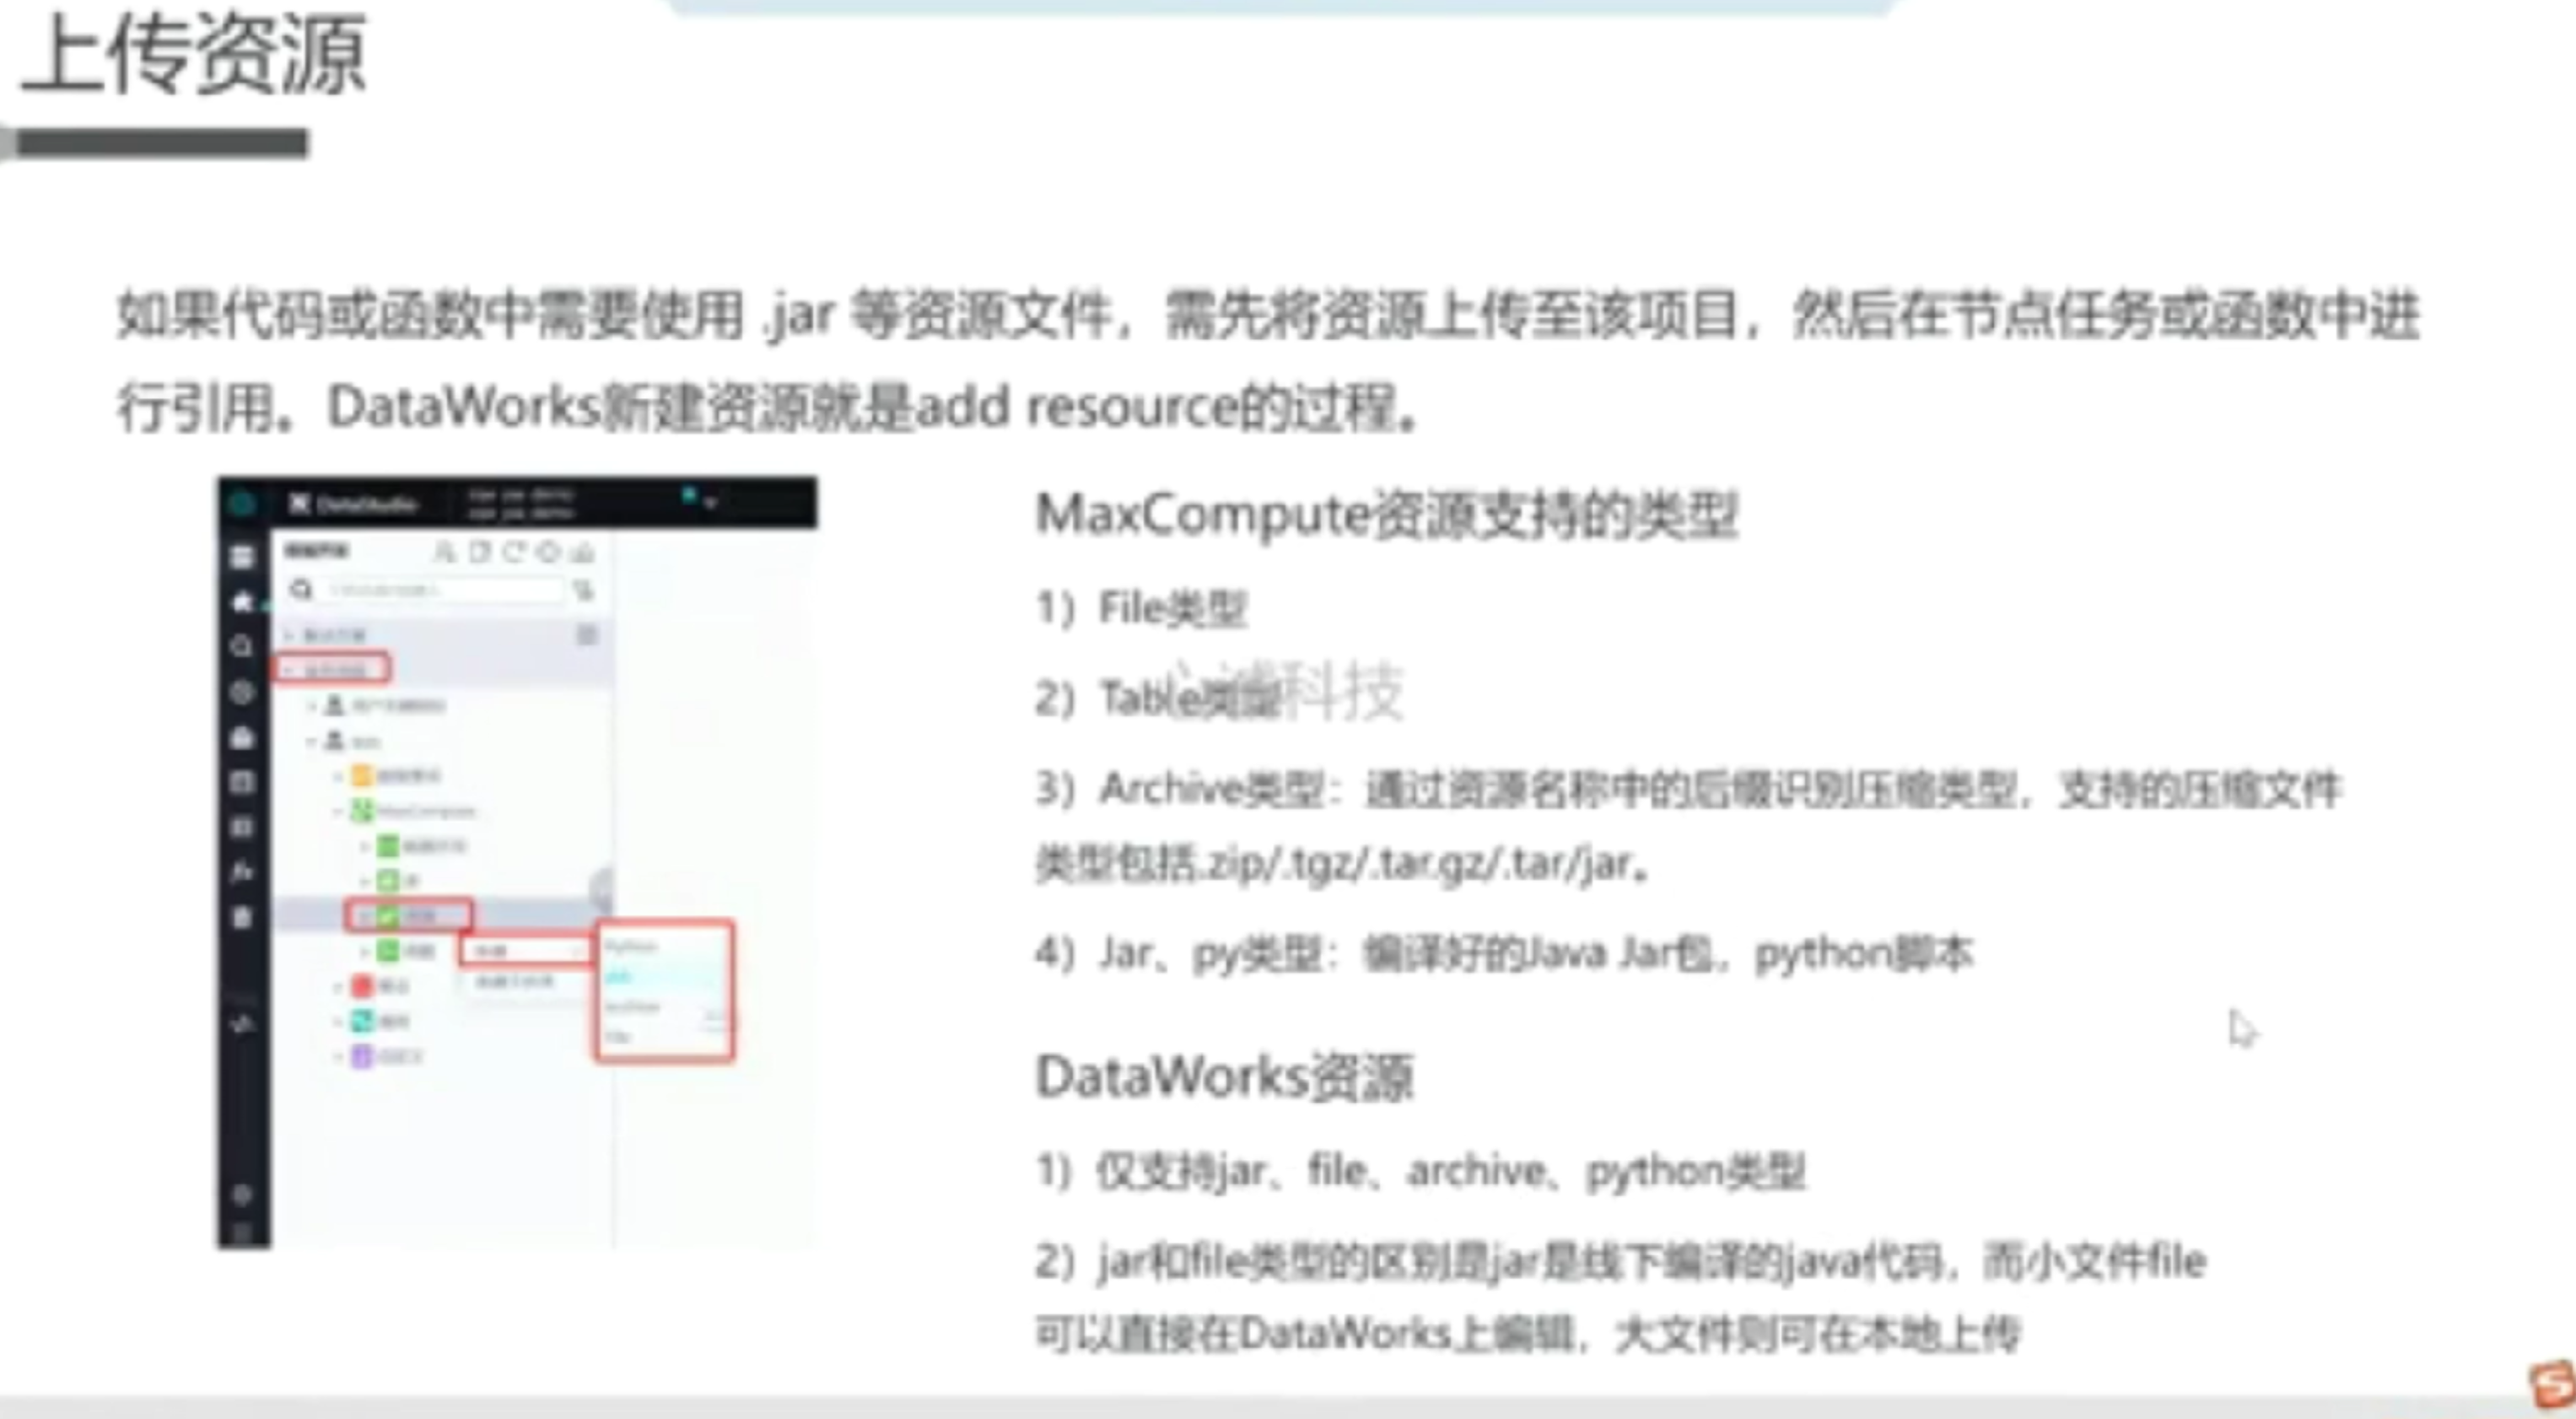 上传资源
如果代码或函数中需要使用 .jar 等资源文件，需先将资源上传至该项目，然后在节点任务或函数中进
行引用。DataWorks新建资源就是add resource的过程。
DataStudio
MaxCompute
Python
Archive
File
MaxCompute资源支持的类型
1）File类型
2）Table类型
科技
3）Archive类型：通过资源名称中的后缀识别压缩类型，支持的压缩文件
类型包括.zip/.tgz/.tar.gz/.tar/jar。
4）Jar、py类型：编译好的Java Jar包，python脚本
DataWorks资源
1）仅支持jar、file、archive、python类型
2）jar和file类型的区别是jar是线下编译的java代码，而小文件file
可以直接在DataWorks上编辑，大文件则可在本地上传